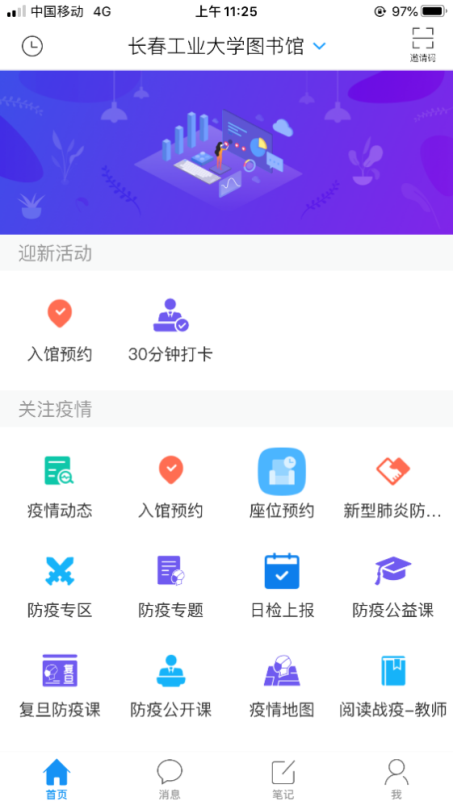 中国移动 4G 上午 11:25 97%
长春工业大学图书馆
邀请码
迎新活动
入馆预约 30分钟打卡
关注疫情
疫情动态 入馆预约 座位预约 新型肺炎防...
防疫专区 防疫专题 日检上报 防疫公益课
复旦
复旦防疫课 防疫公开课 疫情地图 阅读战疫-教师
首页 消息 笔记 我